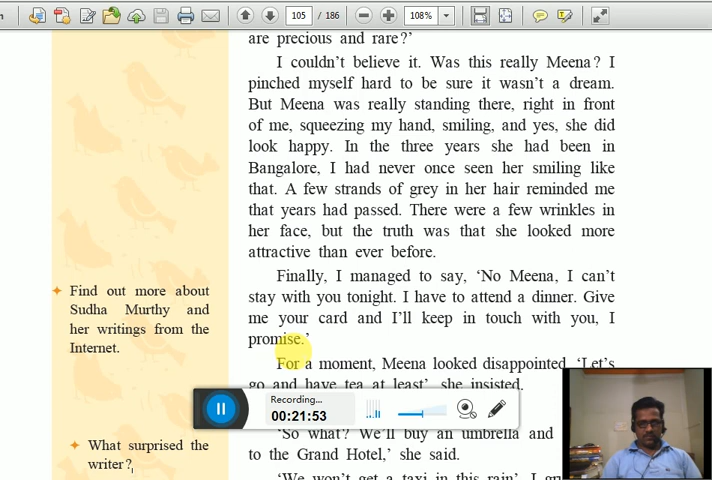 105 / 186
108%
are precious and rare?'
I couldn't believe it. Was this really Meena? I
pinched myself hard to be sure it wasn't a dream.
But Meena was really standing there, right in front
of me, squeezing my hand, smiling, and yes, she did
look happy. In the three years she had been in
Bangalore, I had never once seen her smiling like
that. A few strands of grey in her hair reminded me
that years had passed. There were a few wrinkles in
her face, but the truth was that she looked more
attractive than ever before.
Finally, I managed to say, 'No Meena, I can't
stay with you tonight. I have to attend a dinner. Give
me your card and I'll keep in touch with you, I
promise.'
For a moment, Meena looked disappointed. 'Let's
go and have tea at least', she insisted.
'So what? We'll buy an umbrella and
to the Grand Hotel,' she said.
'We won't get a taxi in this rain', I
Find out more about
Sudha Murthy and
her writings from the
Internet.
What surprised the
writer?
Recording...
00:21:53